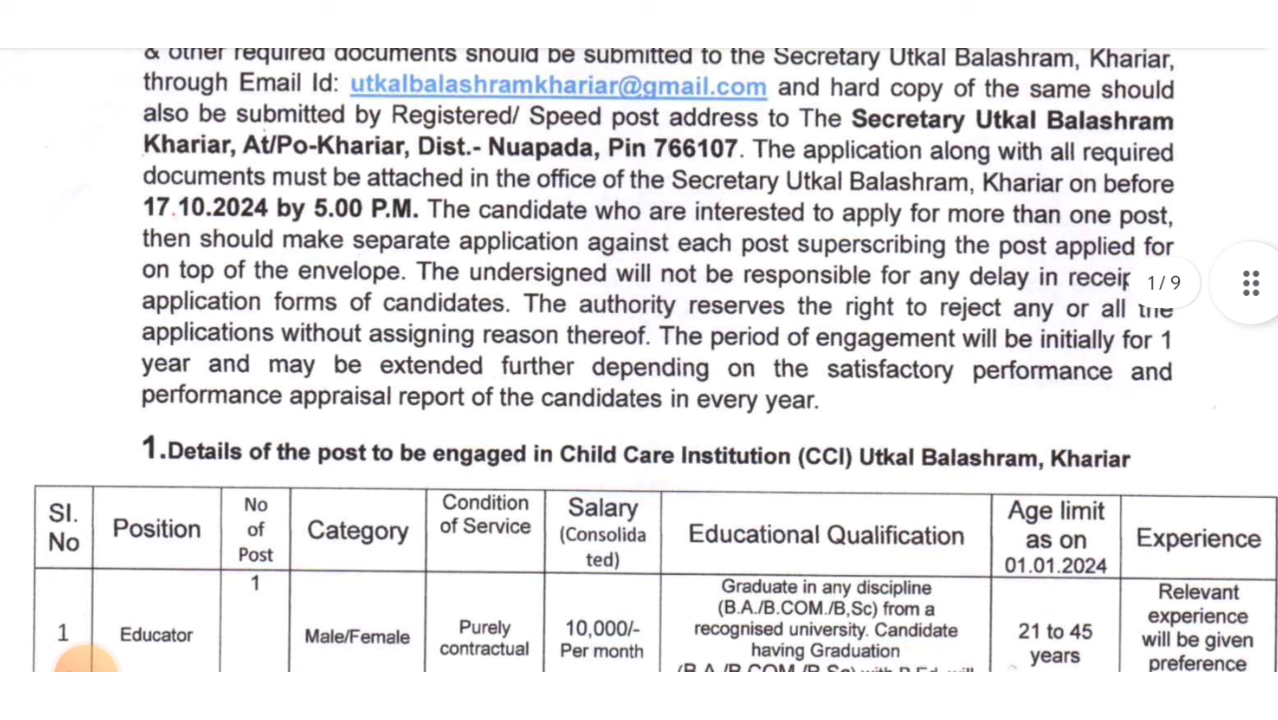 & other required documents should be submitted to the Secretary Utkal Balashram, Khariar,
through Email Id: utkalbalashramkhariar@gmail.com and hard copy of the same should
also be submitted by Registered/ Speed post address to The Secretary Utkal Balashram
Khariar, At/Po-Khariar, Dist.- Nuapada, Pin 766107. The application along with all required
documents must be attached in the office of the Secretary Utkal Balashram, Khariar on before
17.10.2024 by 5.00 P.M. The candidate who are interested to apply for more than one post,
then should make separate application against each post superscribing the post applied for
on top of the envelope. The undersigned will not be responsible for any delay in receip
1/9
application forms of candidates. The authority reserves the right to reject any or all the
applications without assigning reason thereof. The period of engagement will be initially for 1
year and may be extended further depending on the satisfactory performance and
performance appraisal report of the candidates in every year.
1.Details of the post to be engaged in Child Care Institution (CCI) Utkal Balashram, Khariar
Sl.
No
Position
No
of
Post
Category
Condition
of Service
Salary
(Consolida
ted)
Educational Qualification
Age limit
as on
01.01.2024
Experience
1
Educator
1
Male/Female
Purely
contractual
10,000/-
Per month
Graduate in any discipline
(B.A./B.COM./B,Sc) from a
recognised university. Candidate
having Graduation
(B.A./B.COM./B.Sc) with B.Ed. will
21 to 45
years
Relevant
experience
will be given
preference